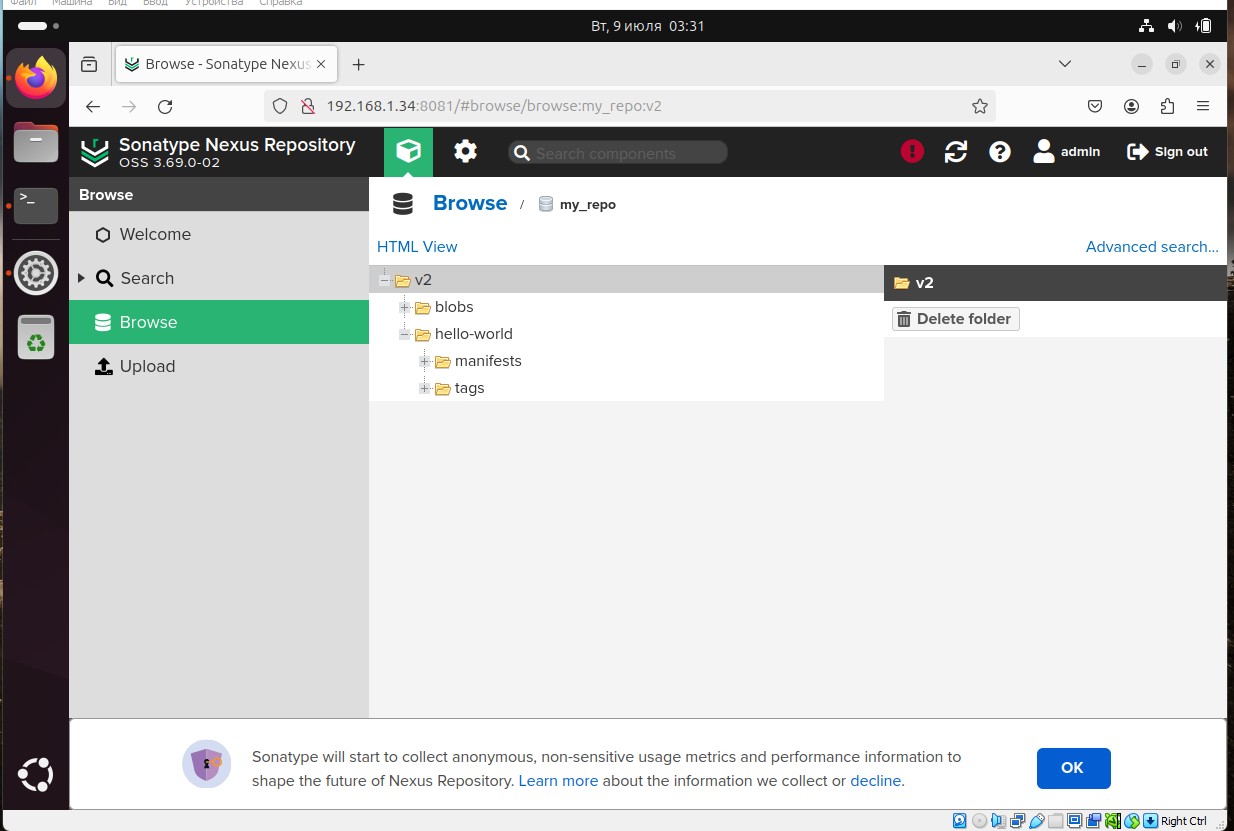 Файл Машина Вид Ввод Устройства Справка
Вт, 9 июля 03:31
Browse - Sonatype Nexus
192.168.1.34:8081/#browse/browse:my_repo:v2
Sonatype Nexus Repository
OSS 3.69.0-02
Search components
admin
Sign out
Browse
Welcome
Search
Browse
Upload
Browse / my_repo
HTML View
Advanced search...
v2
blobs
hello-world
manifests
tags
v2
Delete folder
Sonatype will start to collect anonymous, non-sensitive usage metrics and performance information to
shape the future of Nexus Repository. Learn more about the information we collect or decline.
OK
Right Ctrl